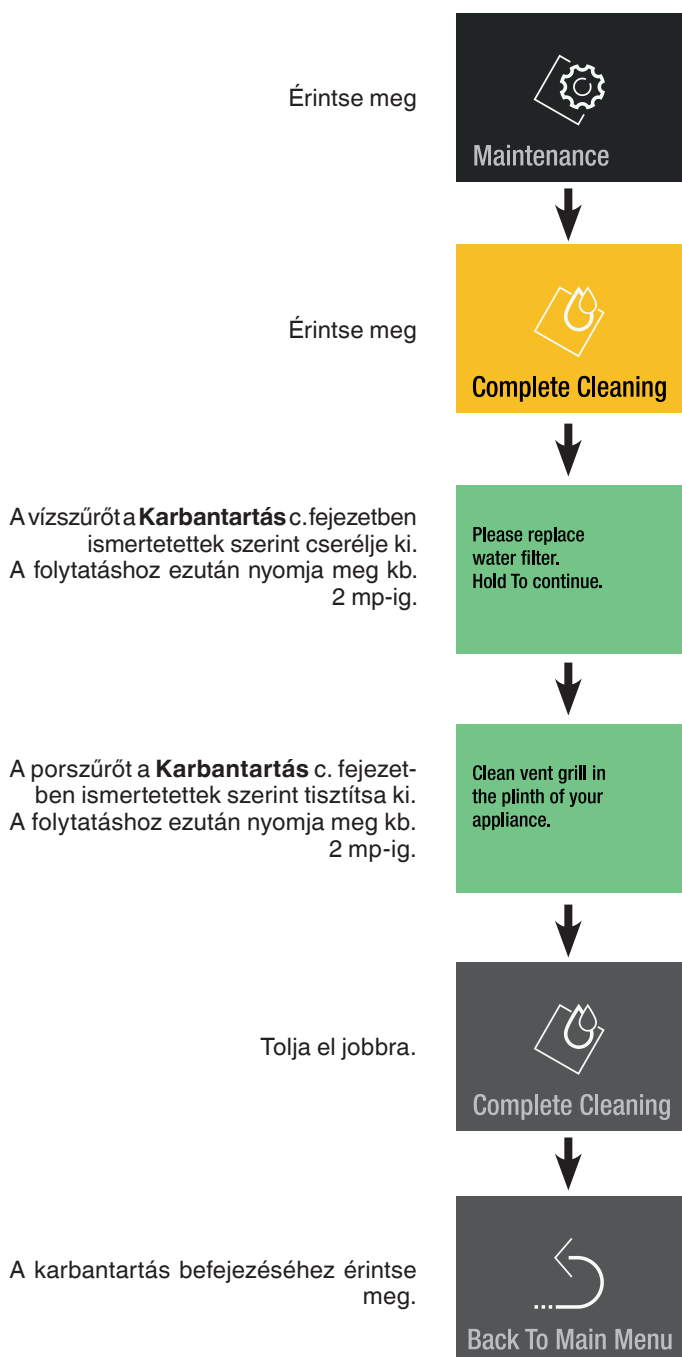 Érintse meg
Maintenance
Érintse meg
Complete Cleaning
A vízszűrőt a Karbantartás c. fejezetben
ismertetettek szerint cserélje ki.
A folytatáshoz ezután nyomja meg kb.
2 mp-ig.
Please replace
water filter.
Hold To continue.
A porszűrőt a Karbantartás c. fejezet-
ben ismertetettek szerint tisztítsa ki.
A folytatáshoz ezután nyomja meg kb.
2 mp-ig.
Clean vent grill in
the plinth of your
appliance.
Tolja el jobbra.
Complete Cleaning
A karbantartás befejezéséhez érintse
meg.
Back To Main Menu